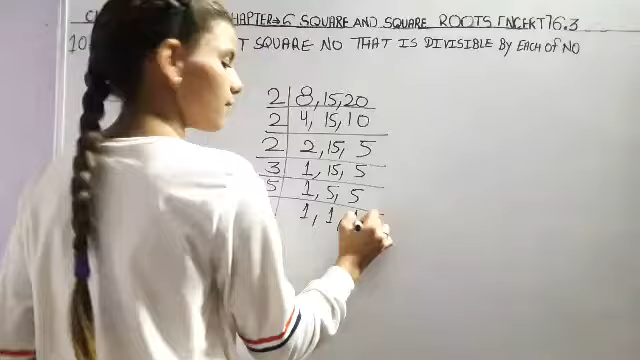 CHAPTER→6 SQUARE AND SQUARE ROOTS [NCERT] 6.3
10 T SQUARE NO THAT IS DIVISIBLE BY EACH OF NO
2 | 8, 15, 20
2 | 4, 15, 10
2 | 2, 15, 5
3 | 1, 15, 5
5 | 1, 5, 5
1, 1,